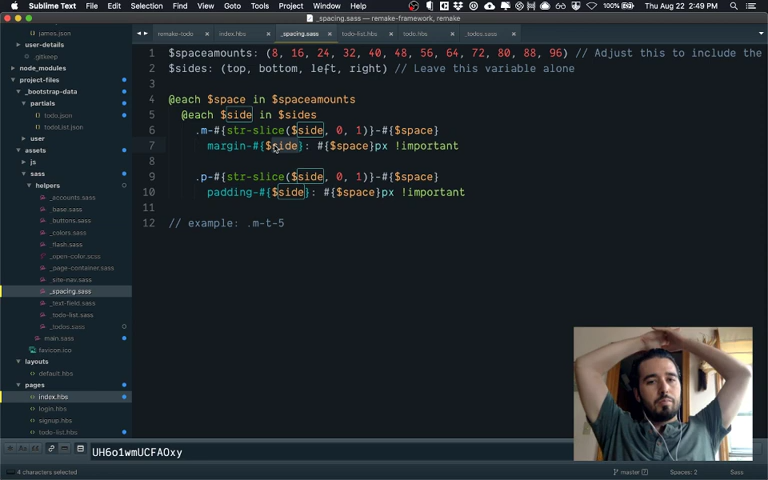 Sublime Text File Edit Selection Find View Goto Tools Project Window Help 100% Thu Aug 22 2:49 PM
_spacing.sass — remake-framework, remake
james.json
user-details
.gitkeep
node_modules
project-files
_bootstrap-data
partials
todo.json
todoList.json
user
assets
js
sass
helpers
_accounts.sass
_base.sass
_buttons.sass
_colors.sass
_flash.sass
_open-color.scss
_page-container.sass
_site-nav.sass
_spacing.sass
_text-field.sass
_todo-list.sass
_todos.sass
main.sass
favicon.ico
layouts
default.hbs
pages
index.hbs
login.hbs
signup.hbs
todo-list.hbs
remake-todo index.hbs _spacing.sass todo-list.hbs todo.hbs _todos.sass
1 $spaceamounts: (8, 16, 24, 32, 40, 48, 56, 64, 72, 80, 88, 96) // Adjust this to include the
2 $sides: (top, bottom, left, right) // Leave this variable alone
3
4 @each $space in $spaceamounts
5 @each $side in $sides
6 .m-#{str-slice($side, 0, 1)}-#{$space}
7 margin-#{$side}: #{$space}px !important
8
9 .p-#{str-slice($side, 0, 1)}-#{$space}
10 padding-#{$side}: #{$space}px !important
11
12 // example: .m-t-5
UH6o1wmUCFAOxy
4 characters selected master Spaces: 2 Sass